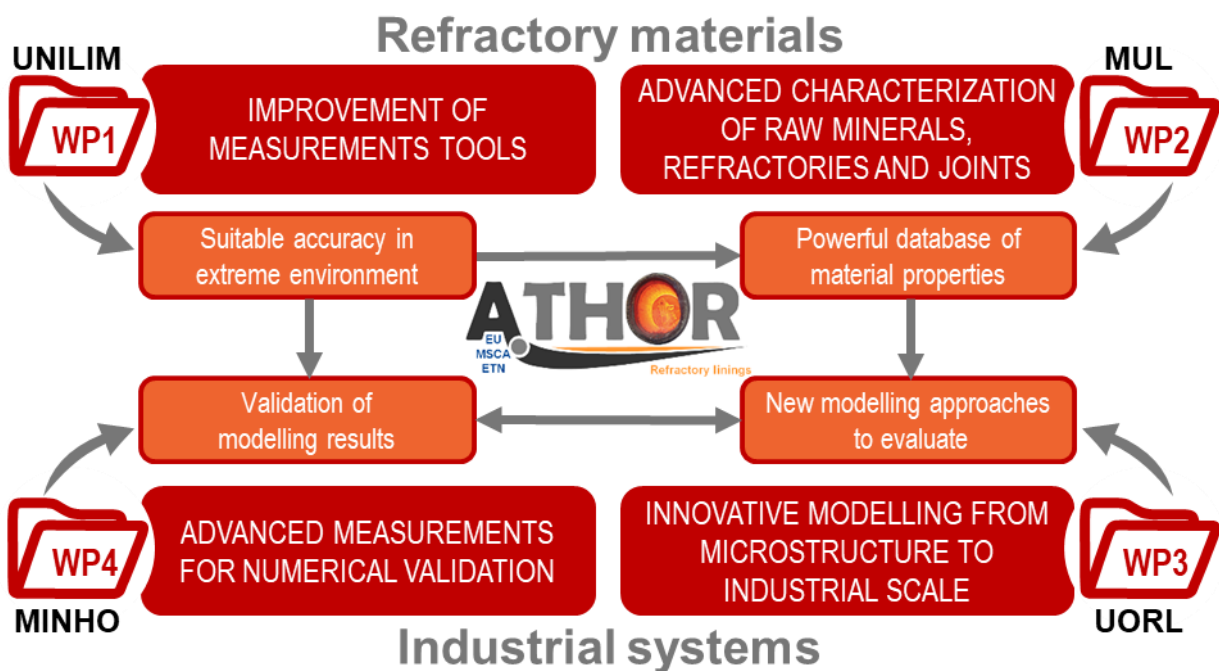 Refractory materials
UNILIM
MUL
WP1
IMPROVEMENT OF
MEASUREMENTS TOOLS
ADVANCED CHARACTERIZATION
OF RAW MINERALS,
REFRACTORIES AND JOINTS
WP2
Suitable accuracy in
extreme environment
Powerful database of
material properties
ATHOR
EU
MSCA
ETN
Refractory linings
Validation of
modelling results
New modelling approaches
to evaluate
WP4
ADVANCED MEASUREMENTS
FOR NUMERICAL VALIDATION
INNOVATIVE MODELLING FROM
MICROSTRUCTURE TO
INDUSTRIAL SCALE
WP3
MINHO
UORL
Industrial systems